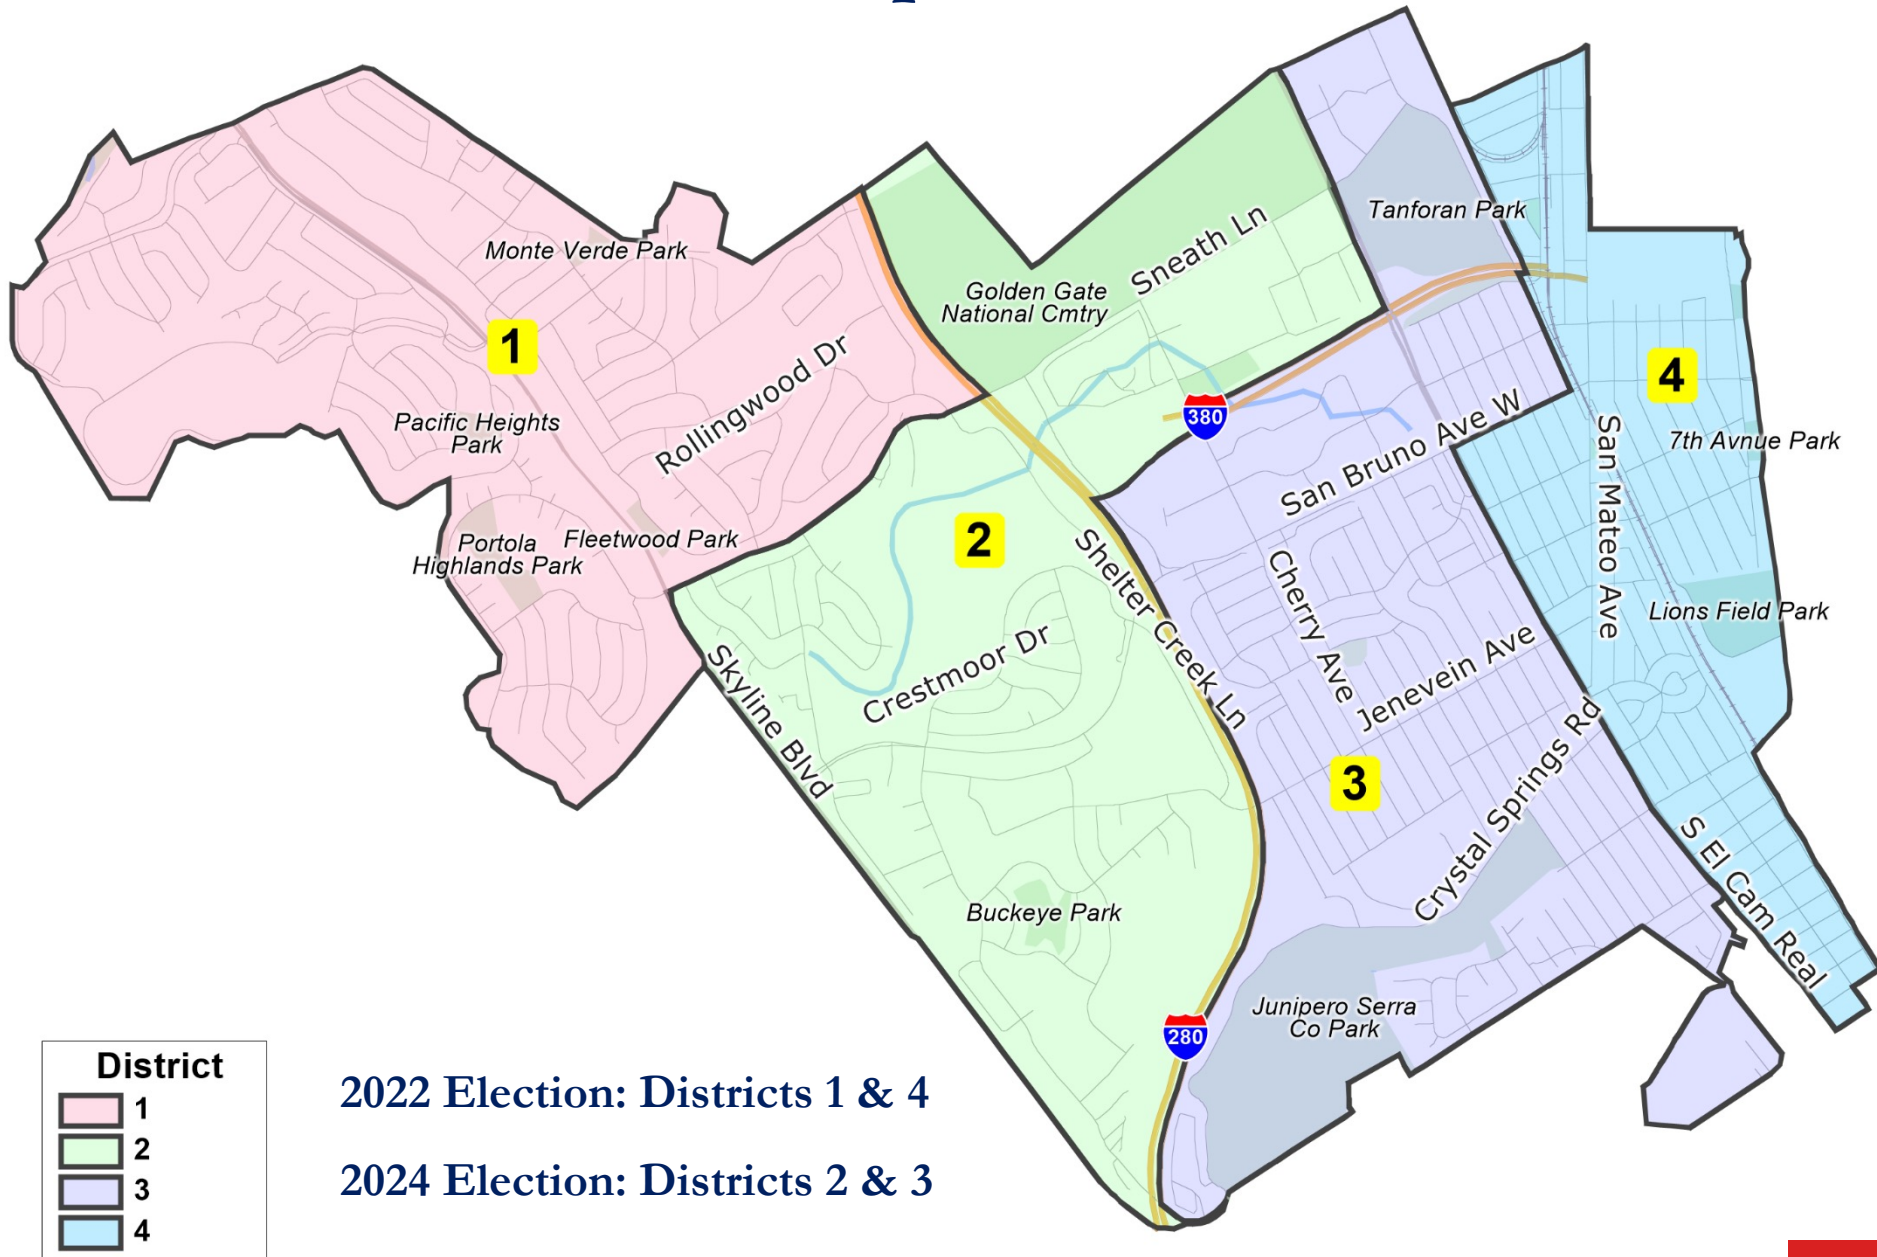 Tanforan Park
Monte Verde Park
Sneath Ln
Golden Gate
National Cmtry
1
4
Rollingwood Dr
380
San Bruno Ave W
Pacific Heights
Park
San Mateo Ave
7th Avnue Park
2
Portola
Highlands Park
Fleetwood Park
Shelter Creek Ln
Cherry Ave
Lions Field Park
Crestmoor Dr
Jenevein Ave
Skyline Blvd
3
Crystal Springs Rd
S El Cam Real
Buckeye Park
Junipero Serra
Co Park
280
District
1
2
3
4
2022 Election: Districts 1 & 4
2024 Election: Districts 2 & 3